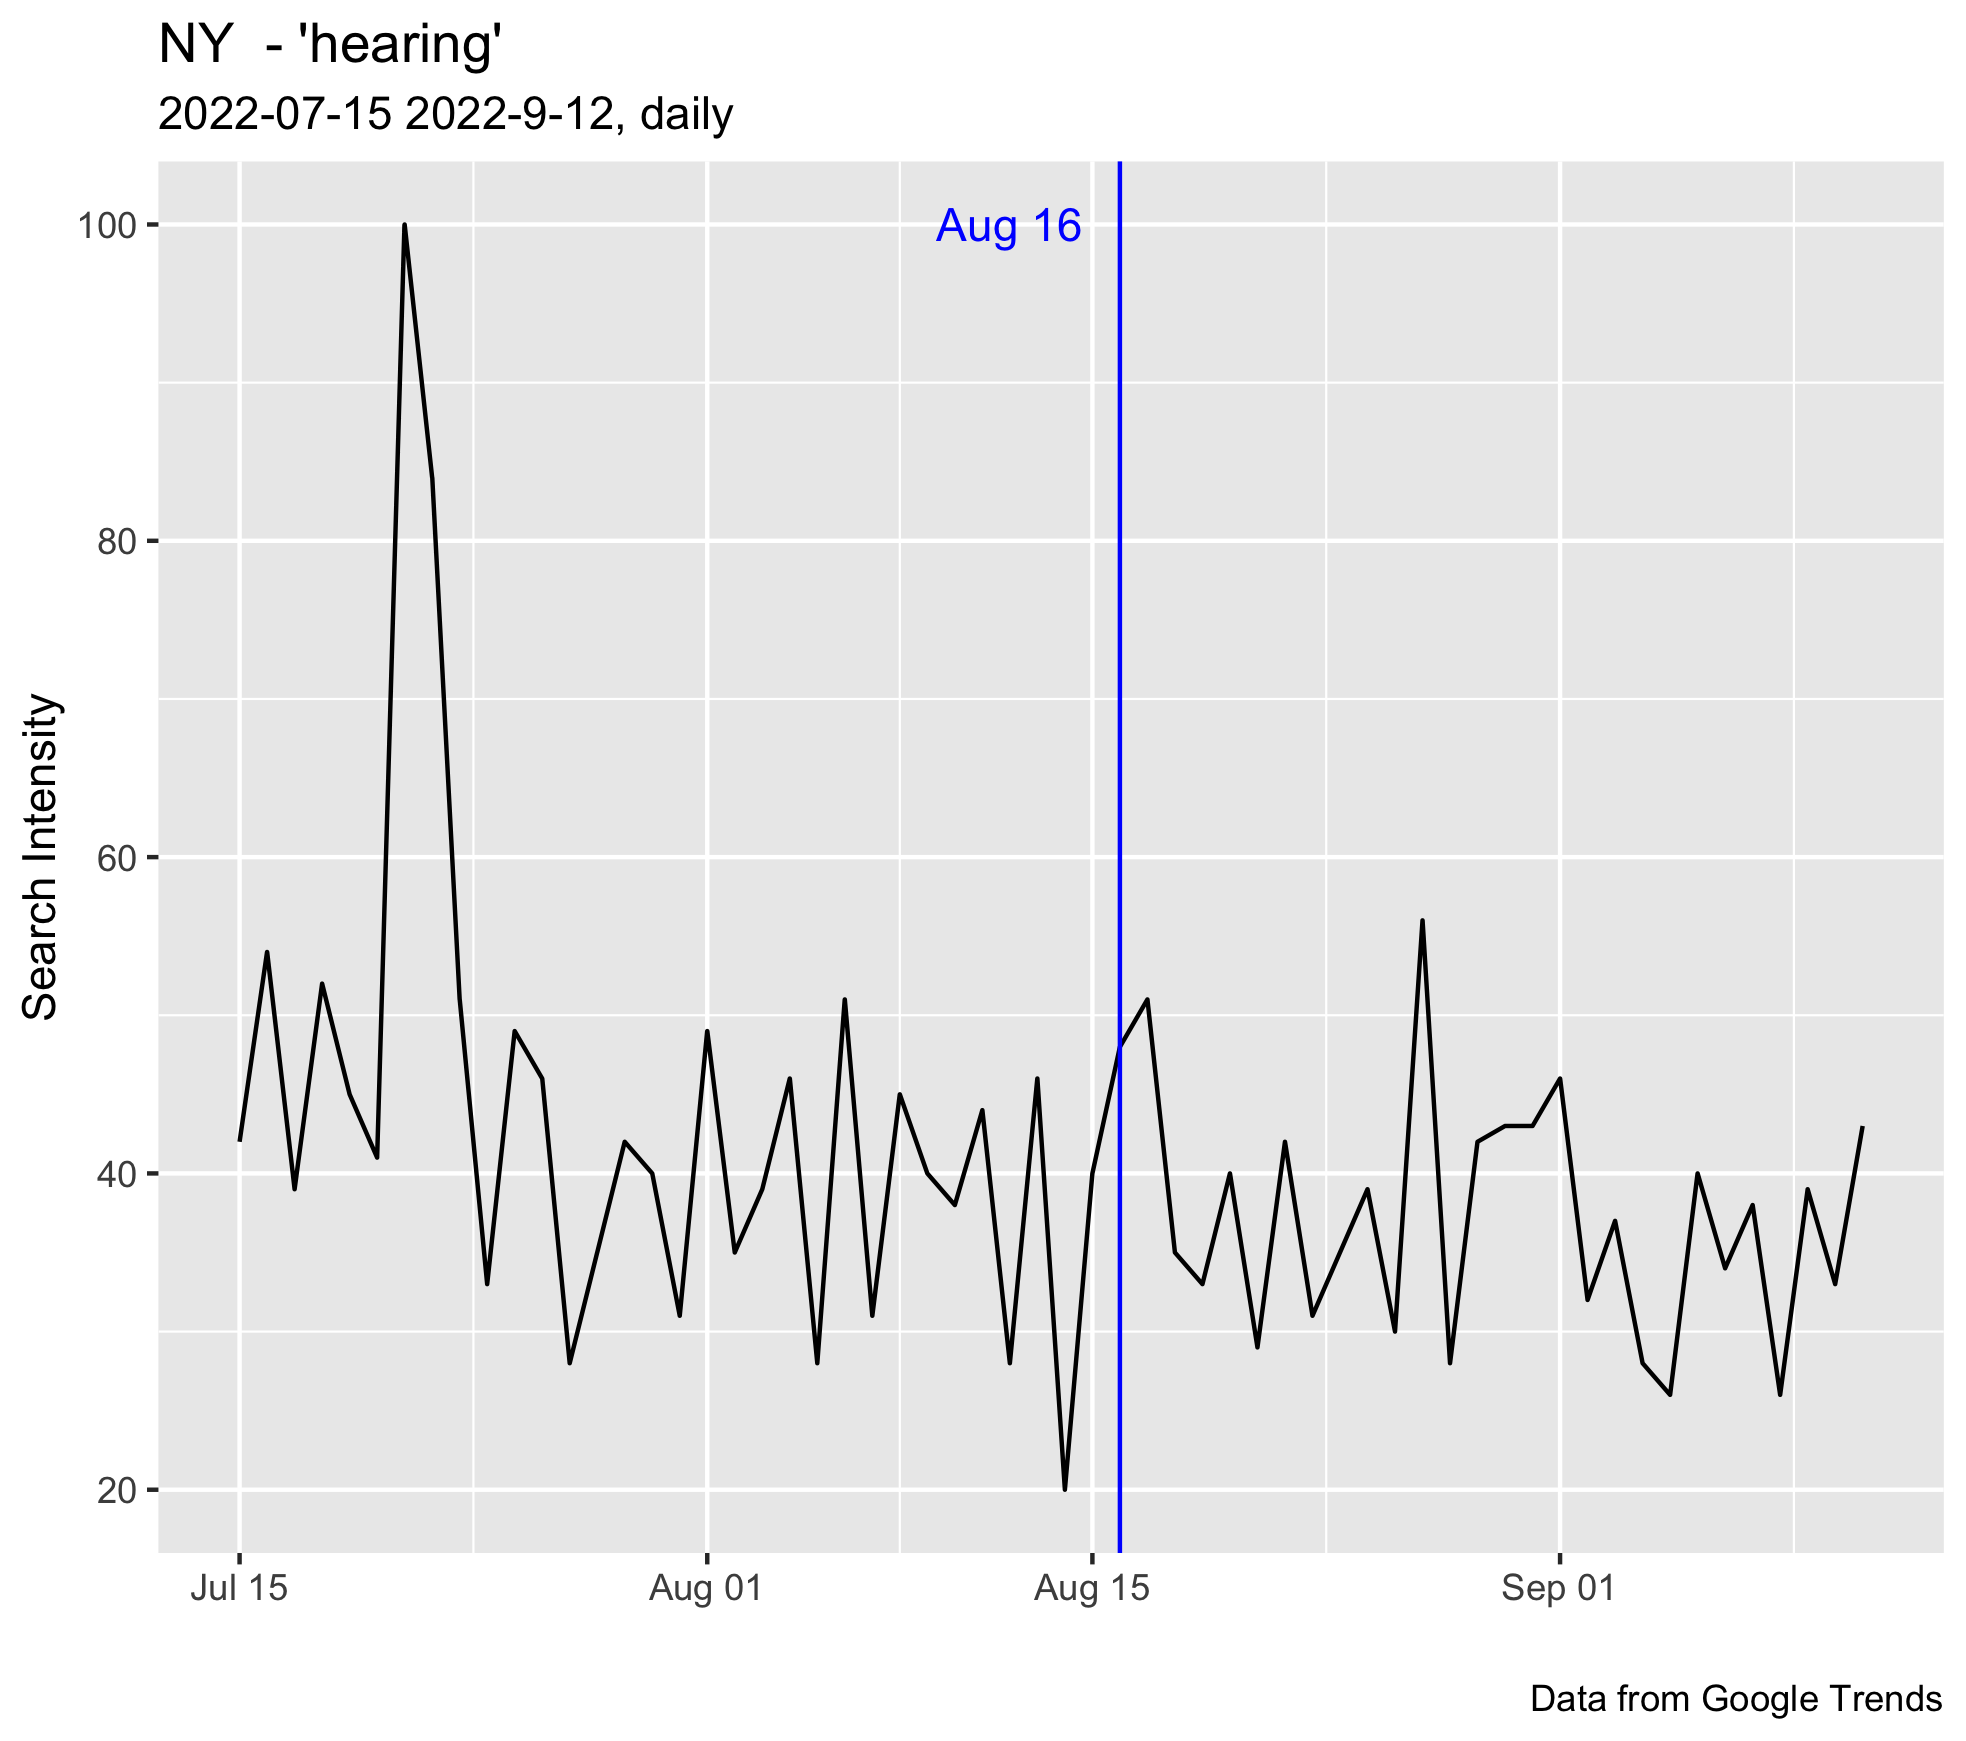 NY  - 'hearing'
2022-07-15 2022-9-12, daily
Aug 16
100
80
60
40
20
Search Intensity
Jul 15
Aug 01
Aug 15
Sep 01
Data from Google Trends